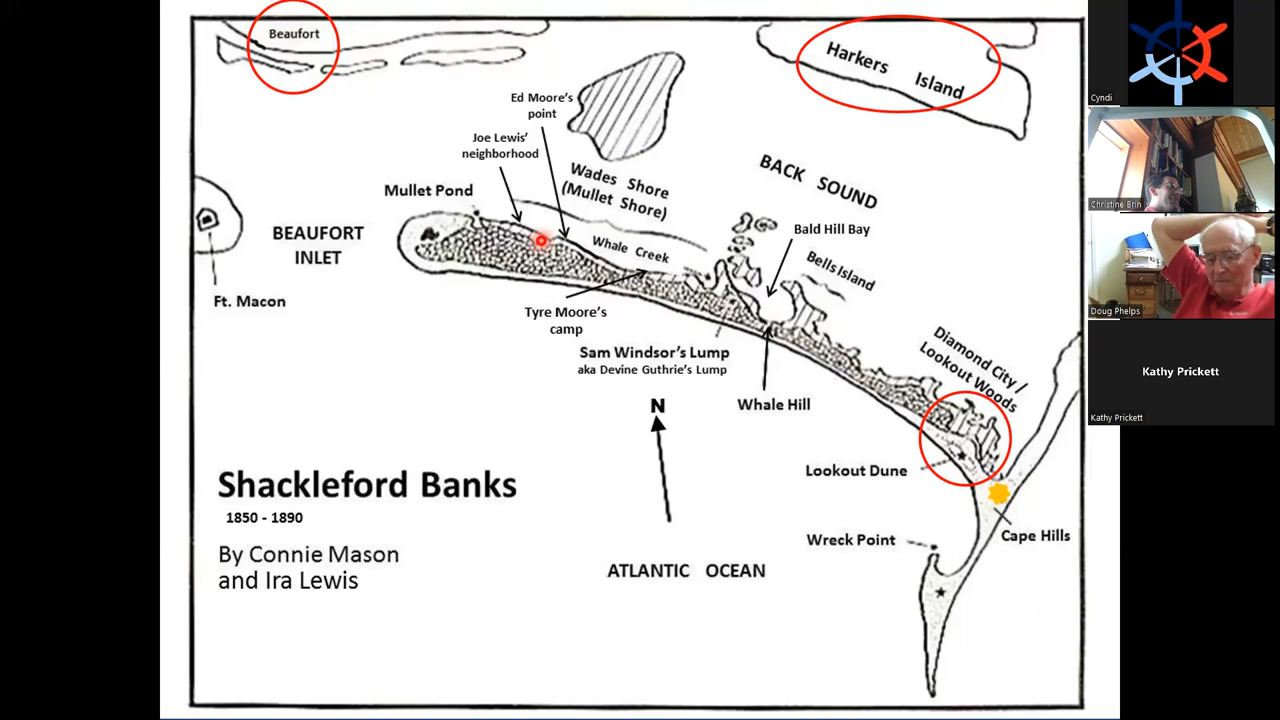 Beaufort
Harkers Island
Ed Moore's
point
Joe Lewis'
neighborhood
Wades Shore
(Mullet Shore)
BACK SOUND
Mullet Pond
Bald Hill Bay
BEAUFORT
INLET
Whale Creek
Bells Island
Ft. Macon
Tyre Moore's
camp
Sam Windsor's Lump
aka Devine Guthrie's Lump
Diamond City /
Lookout Woods
N
Whale Hill
Lookout Dune
Shackleford Banks
1850 - 1890
Wreck Point
Cape Hills
By Connie Mason
and Ira Lewis
ATLANTIC OCEAN
Cyndi
Christine Brin
Doug Phelps
Kathy Prickett
Kathy Prickett